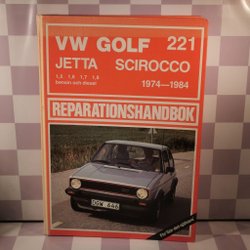 VW GOLF 221
JETTA SCIROCCO
1,3 1,5 1,7 1,8
bensin och diesel
1974—1984
REPARATIONSHANDBOK